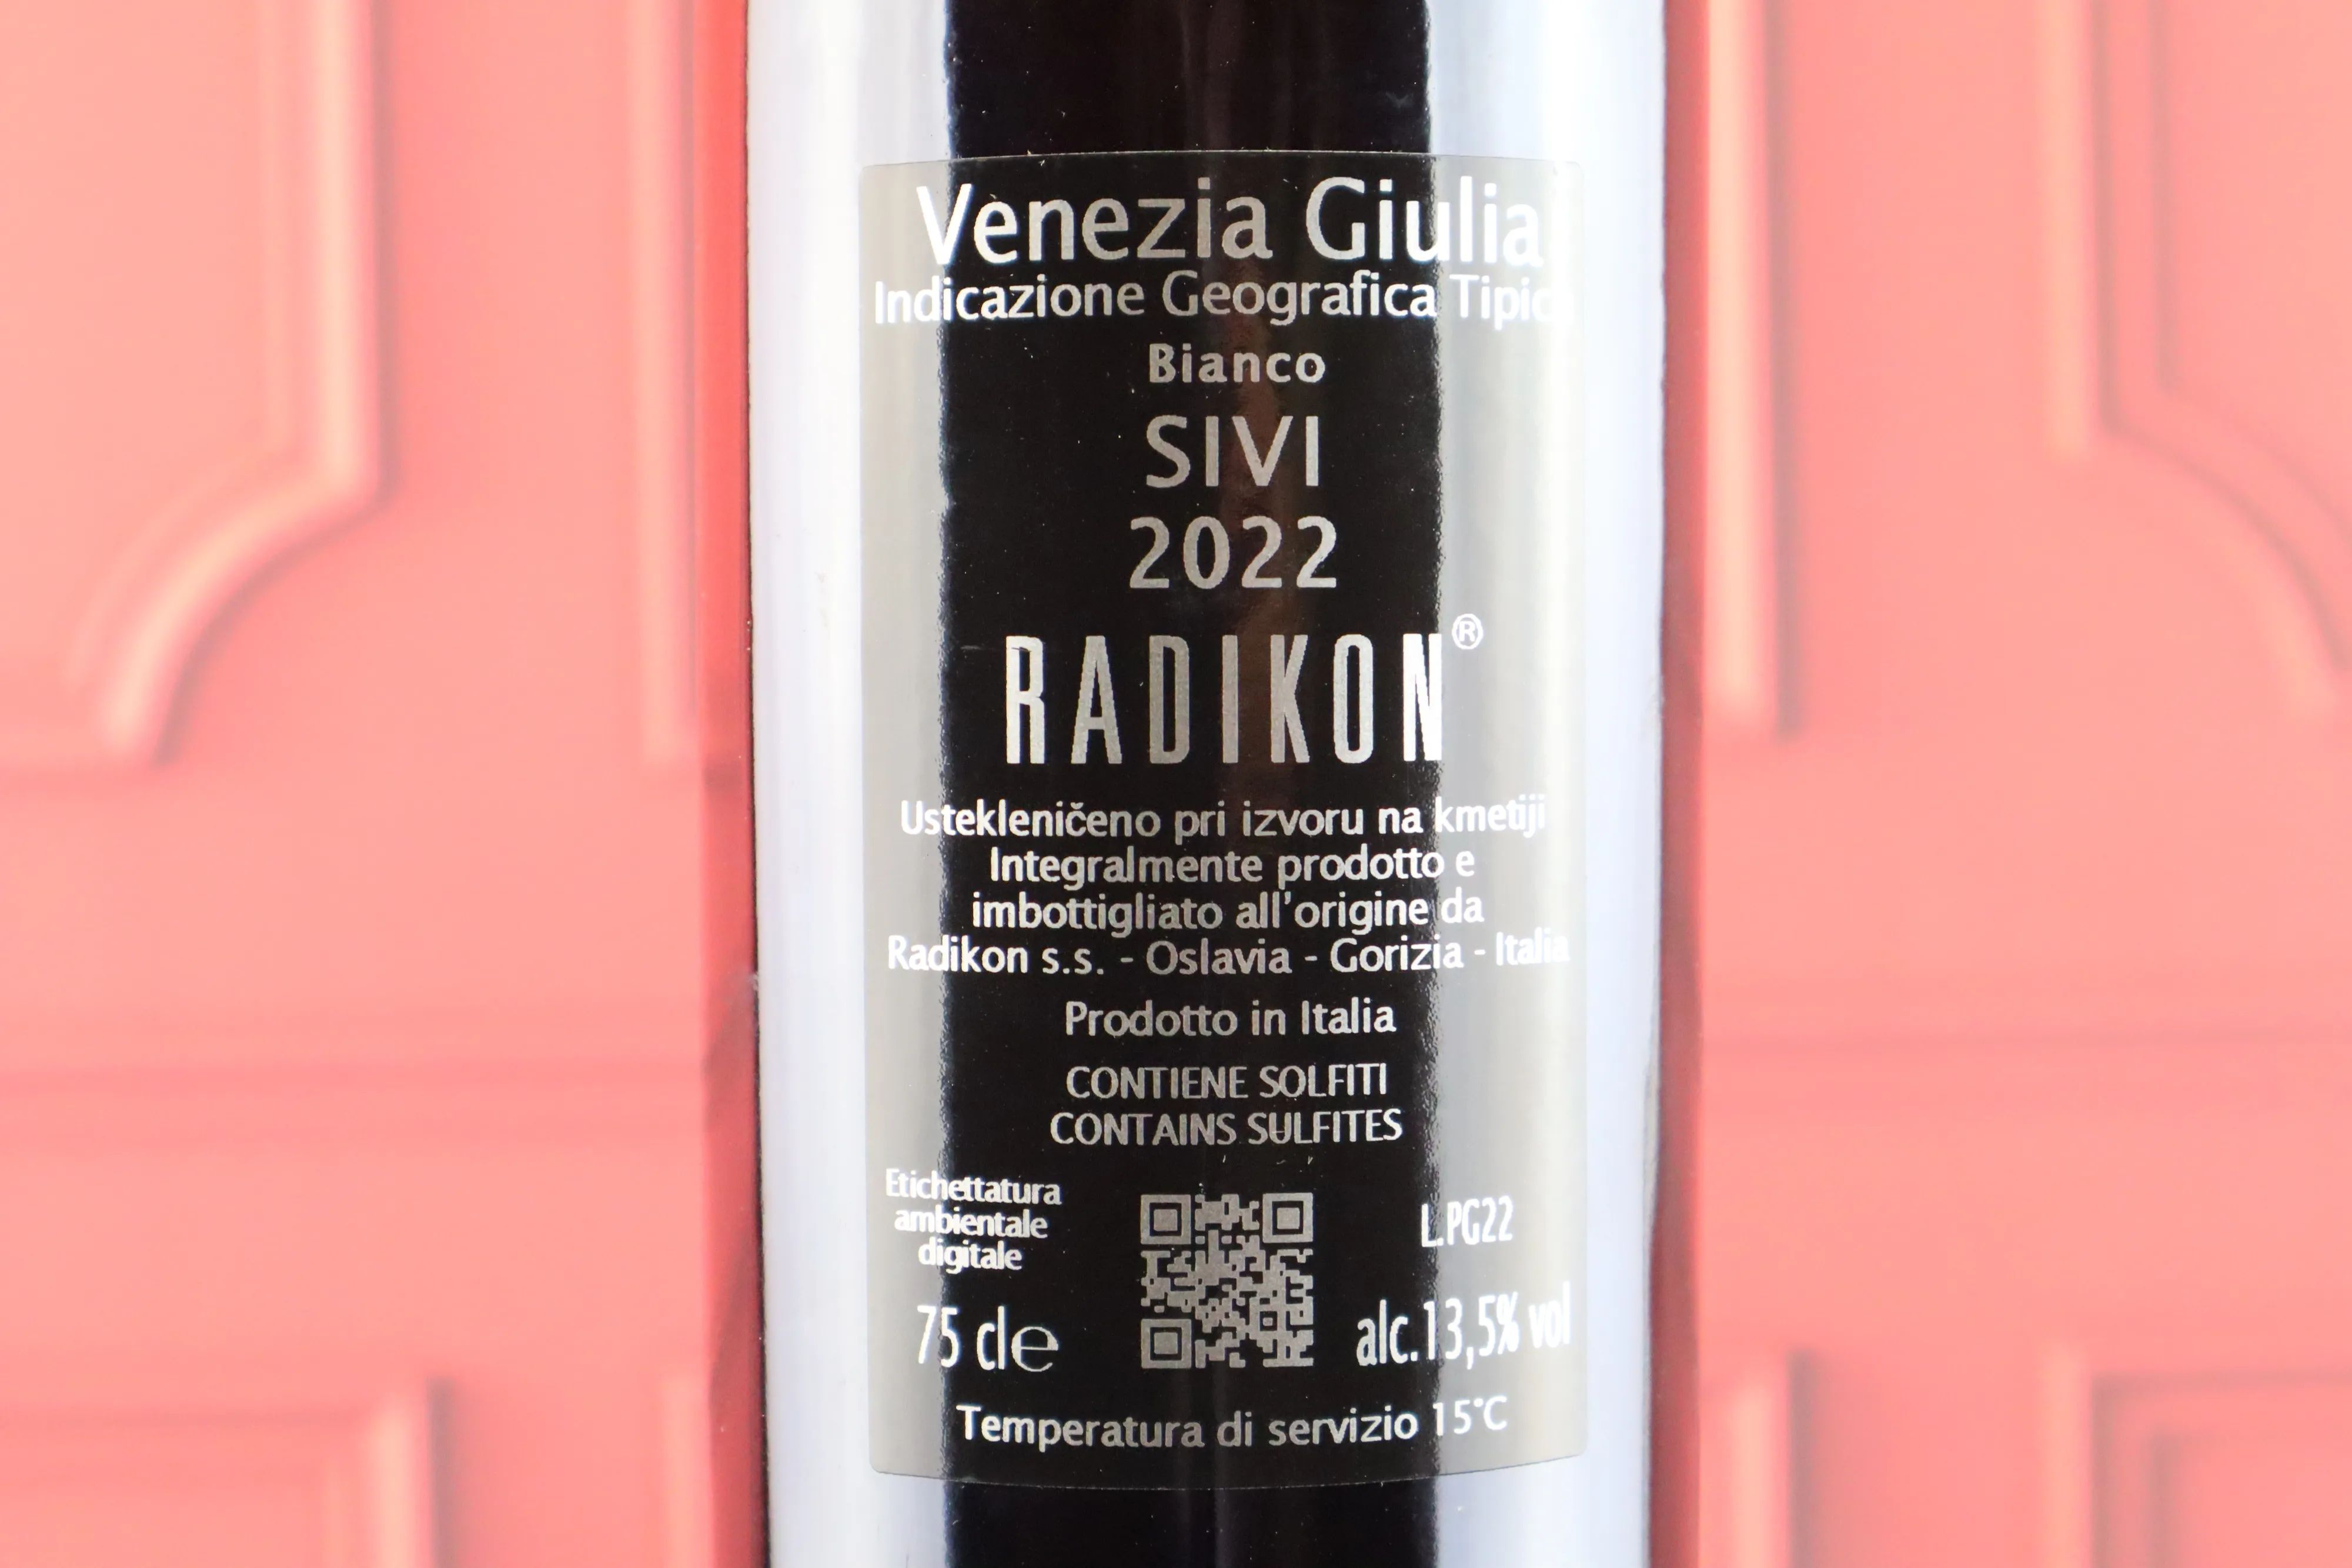 Venezia Giulia
Indicazione Geografica Tipica
Bianco
SIVI
2022
RADIKON®
Ustekleničeno pri izvoru na kmetiji
Integralmente prodotto e
imbottigliato all'origine da
Radikon s.s. - Oslavia - Gorizia - Italia
Prodotto in Italia
CONTIENE SOLFITI
CONTAINS SULFITES
Etichettatura
ambientale
digitale
L.PG22
75 cl℮
alc.13,5% vol
Temperatura di servizio 15°C